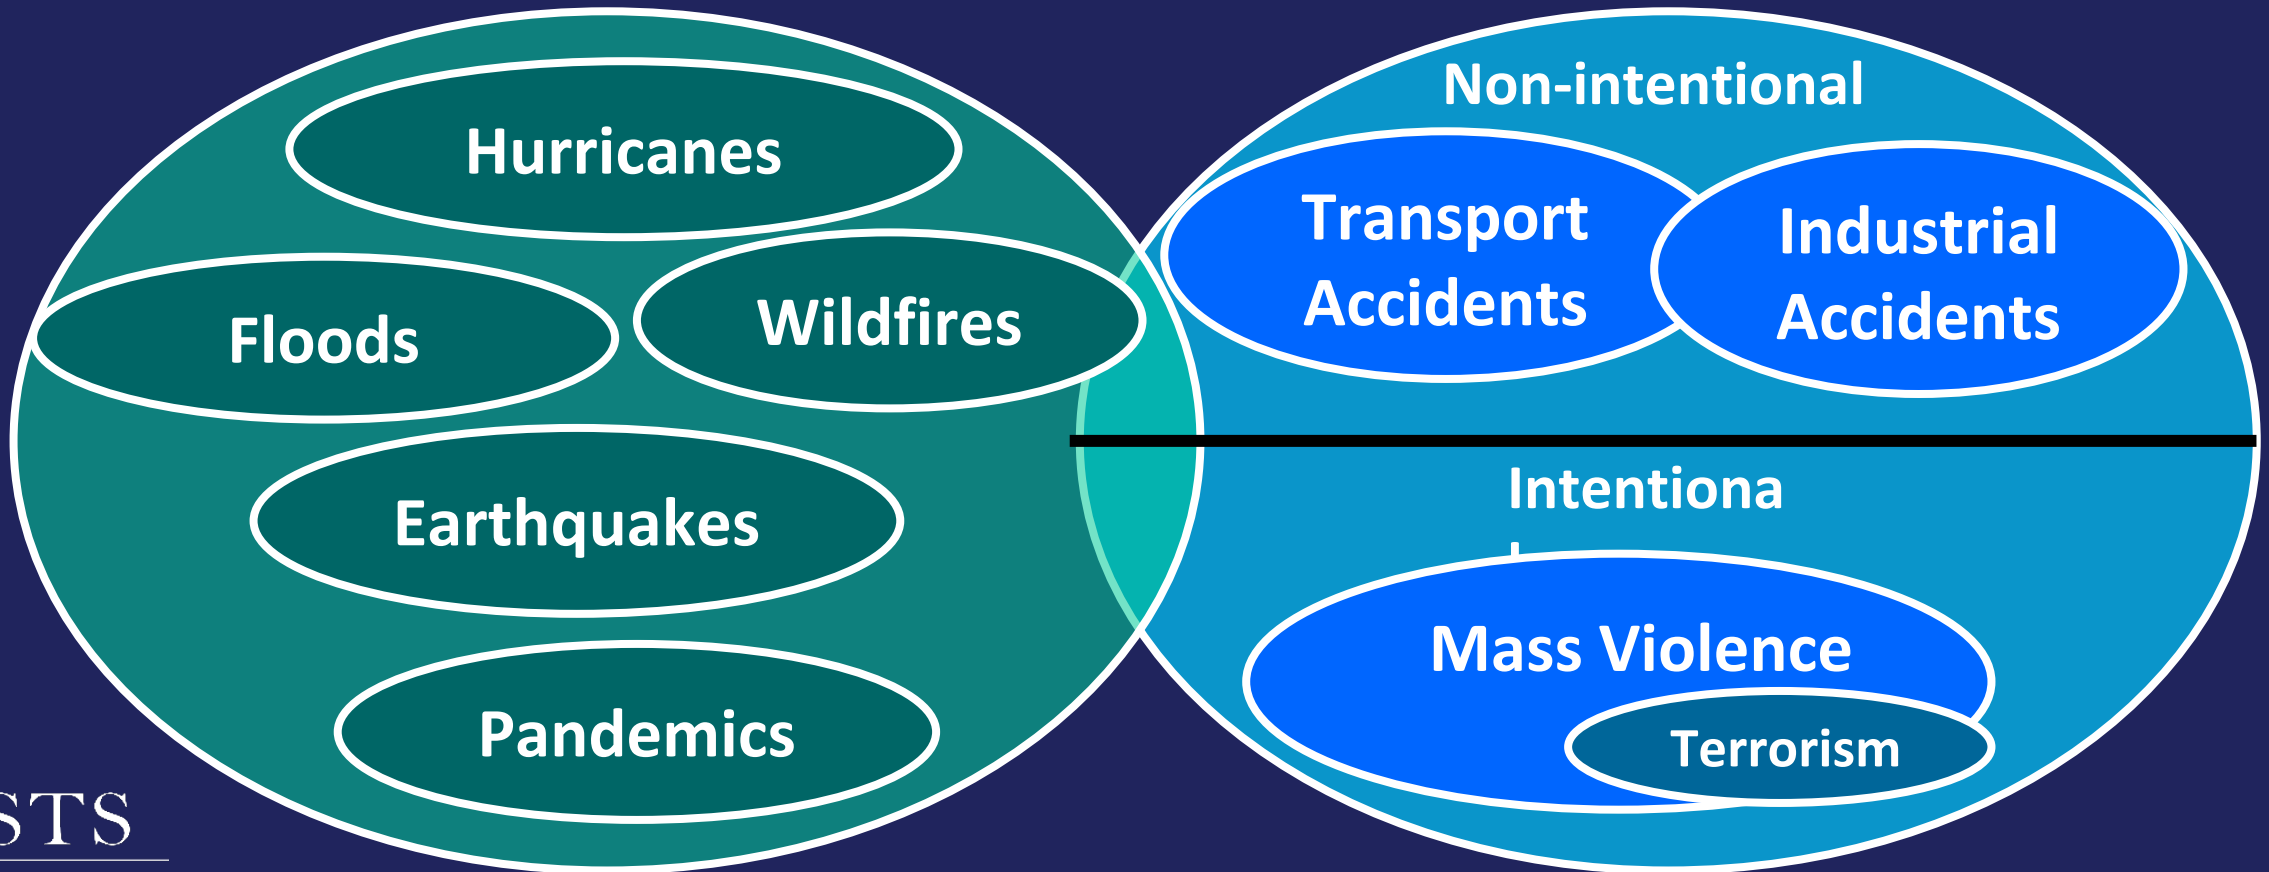 Hurricanes
Floods
Wildfires
Earthquakes
Pandemics
Non-intentional
Transport
Accidents
Industrial
Accidents
Intentiona
l
Mass Violence
Terrorism
STS